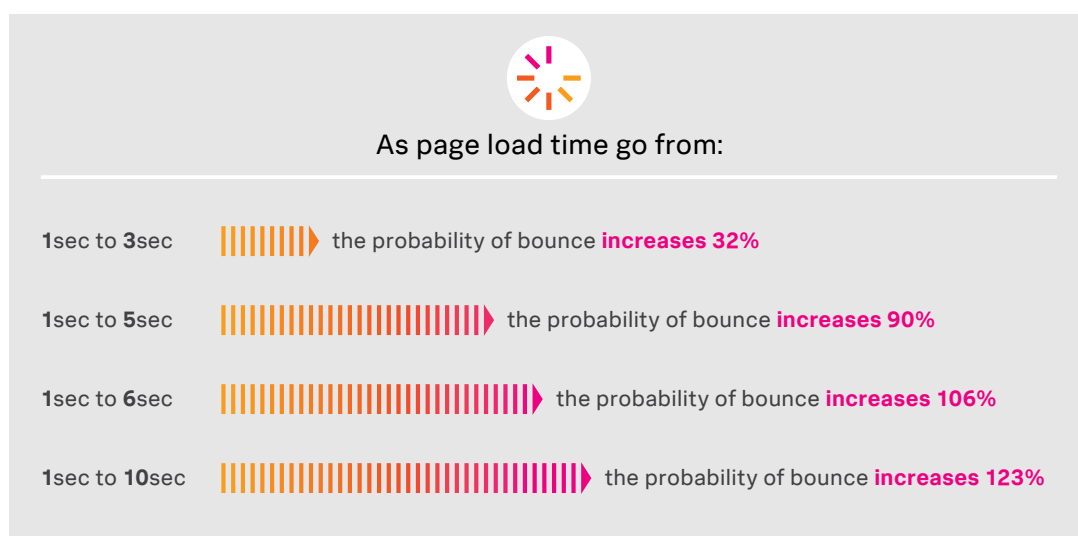 As page load time go from:
1sec to 3sec the probability of bounce increases 32%
1sec to 5sec the probability of bounce increases 90%
1sec to 6sec the probability of bounce increases 106%
1sec to 10sec the probability of bounce increases 123%